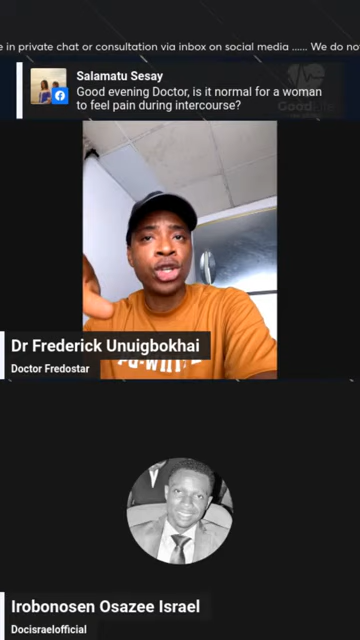 e in private chat or consultation via inbox on social media ...... We do no
Salamatu Sesay
Good evening Doctor, is it normal for a woman
to feel pain during intercourse?
Good
Dr Frederick Unuigbokhai
Doctor Fredostar
Irobonosen Osazee Israel
Docisraelofficial